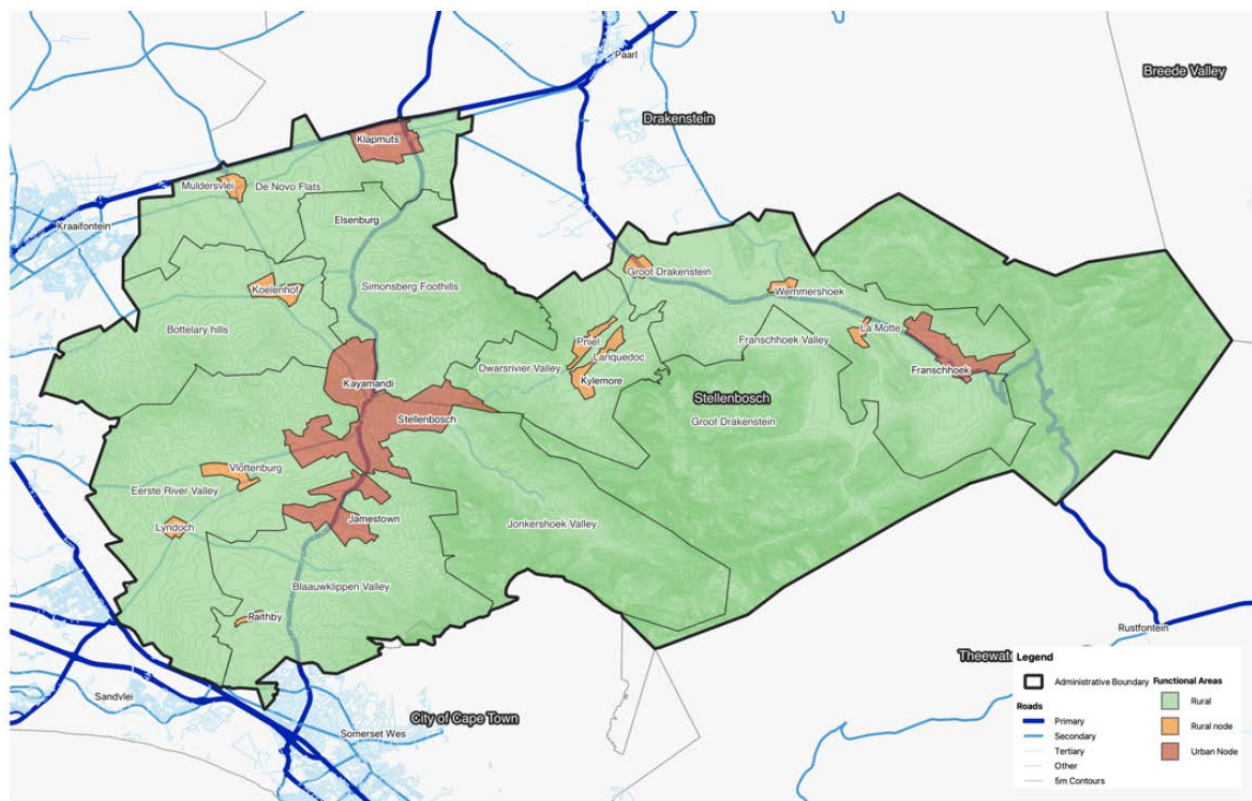 Paarl
Breede Valley
Drakenstein
Klapmuts
Muldersvlei
De Novo Flats
Kraaifontein
Elsenburg
Groot Drakenstein
Simonsberg Foothills
Koelenhof
Wemmershoek
Bottelary hills
La Motte
Pniel
Franschhoek Valley
Lanquedoc
Dwarsrivier Valley
Franschhoek
Kylemore
Kayamandi
Stellenbosch
Stellenbosch
Groot Drakenstein
Vlottenburg
Eerste River Valley
Jamestown
Lyndoch
Jonkershoek Valley
Blaauwklippen Valley
Raithby
Rustfontein
Theewat
Sandvlei
City of Cape Town
Somerset Wes
Legend
Administrative Boundary
Roads
Primary
Secondary
Tertiary
Other
5m Contours
Functional Areas
Rural
Rural node
Urban Node